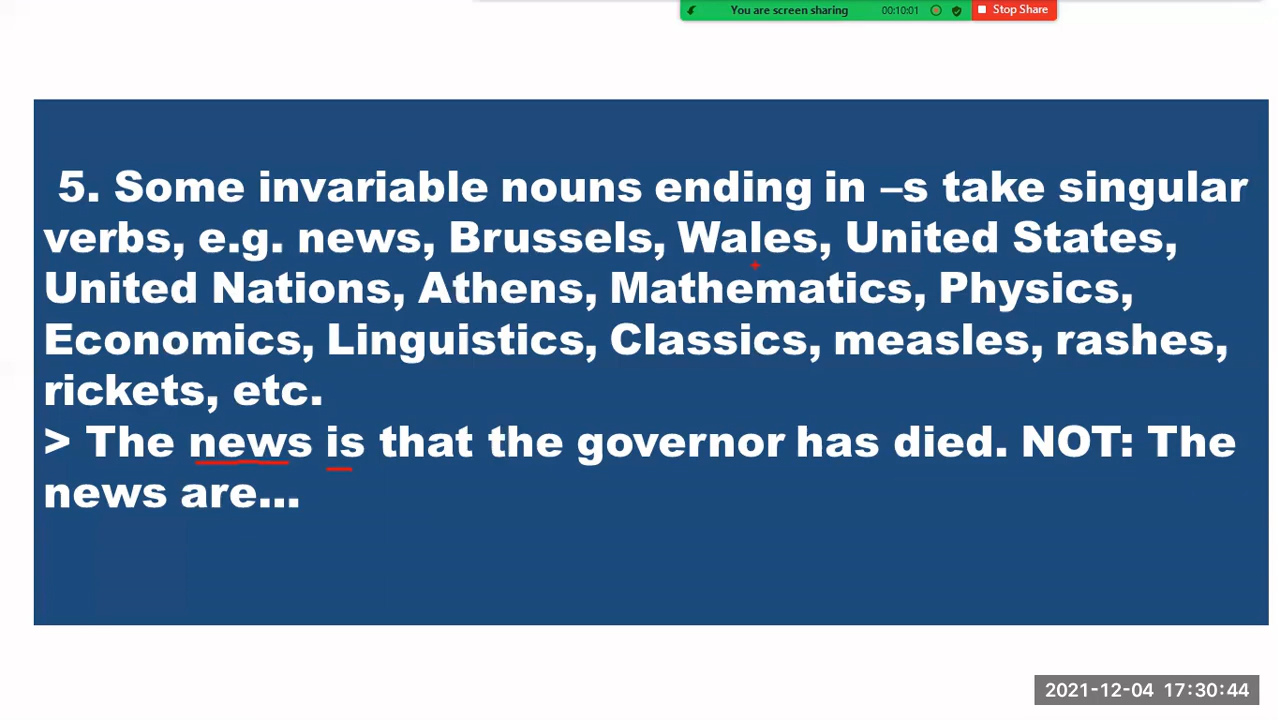 You are screen sharing 00:10:01 Stop Share
5. Some invariable nouns ending in –s take singular
verbs, e.g. news, Brussels, Wales, United States,
United Nations, Athens, Mathematics, Physics,
Economics, Linguistics, Classics, measles, rashes,
rickets, etc.
> The news is that the governor has died. NOT: The
news are...
2021-12-04 17:30:44